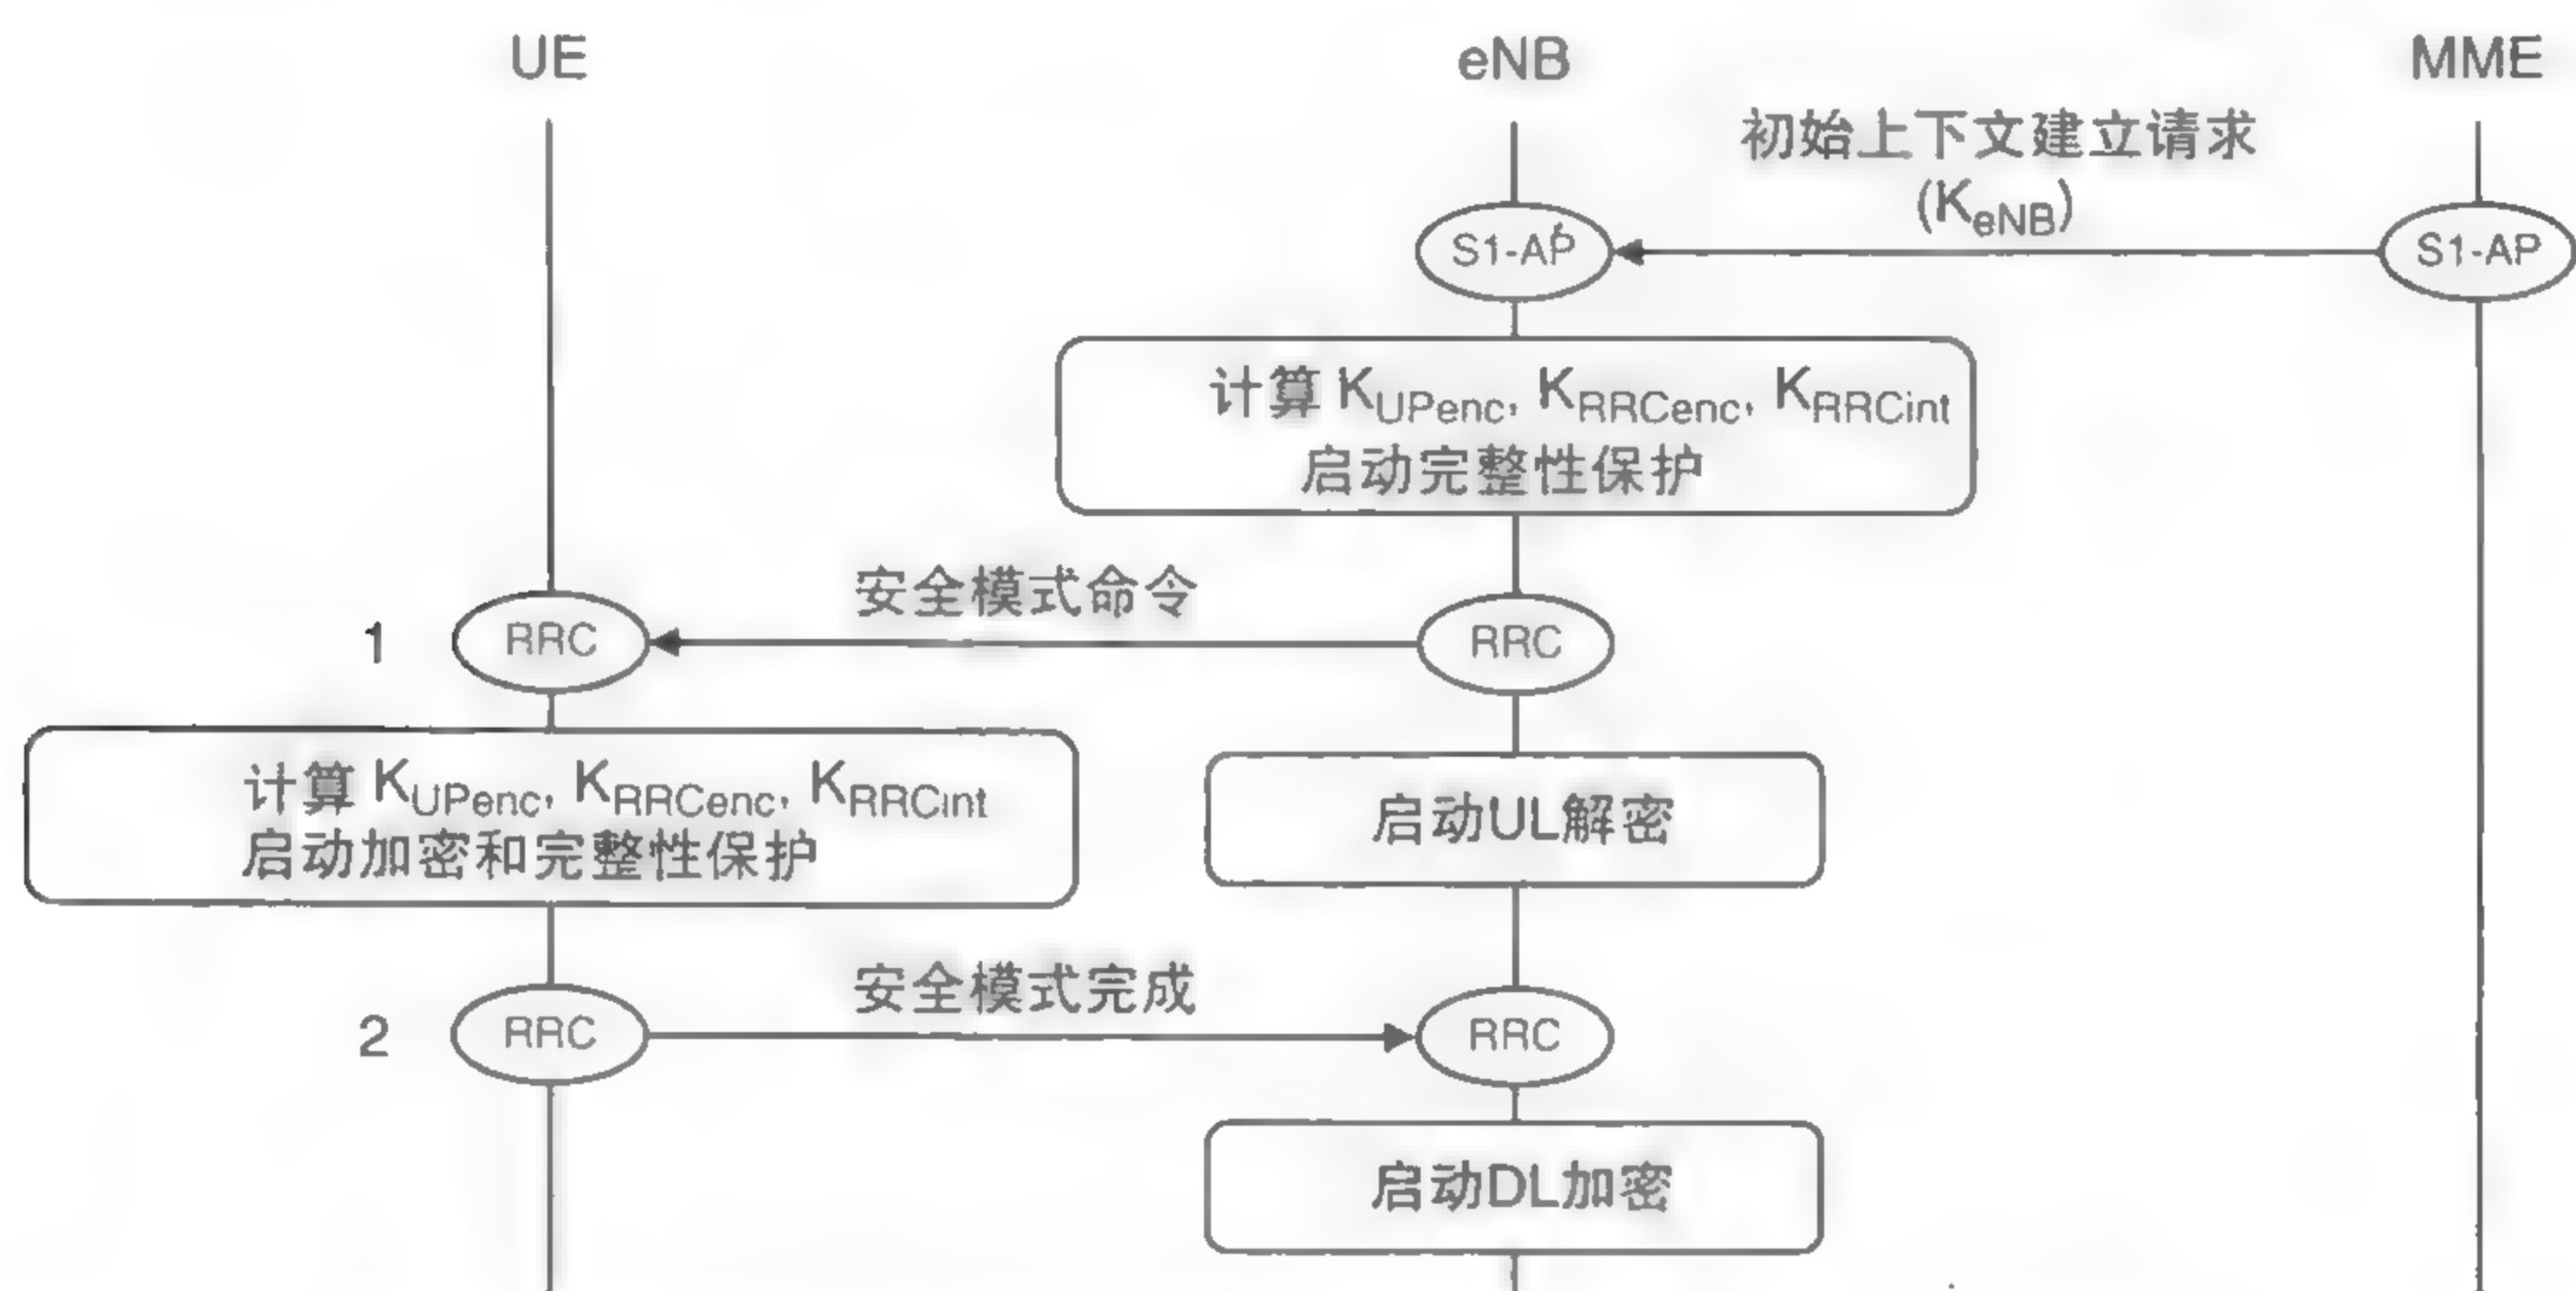 UE
eNB
MME
初始上下文建立请求
(KeNB)
S1-AP
S1-AP
计算 KUPenc, KRRCenc, KRRCint
启动完整性保护
安全模式命令
1
RRC
RRC
计算 KUPenc, KRRCenc, KRRCint
启动加密和完整性保护
启动UL解密
安全模式完成
2
RRC
RRC
启动DL加密